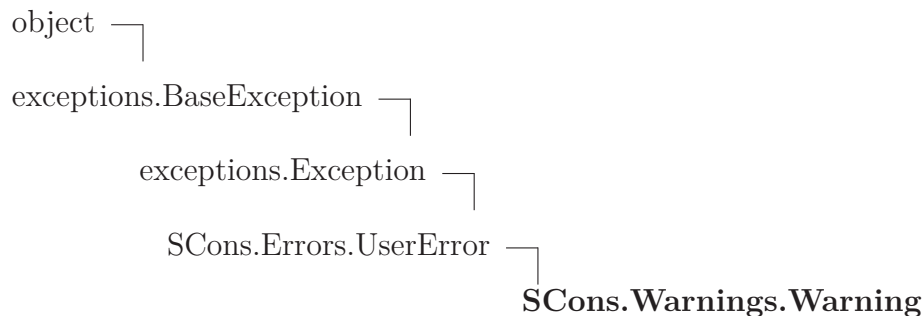 object
exceptions.BaseException
exceptions.Exception
SCons.Errors.UserError
SCons.Warnings.Warning